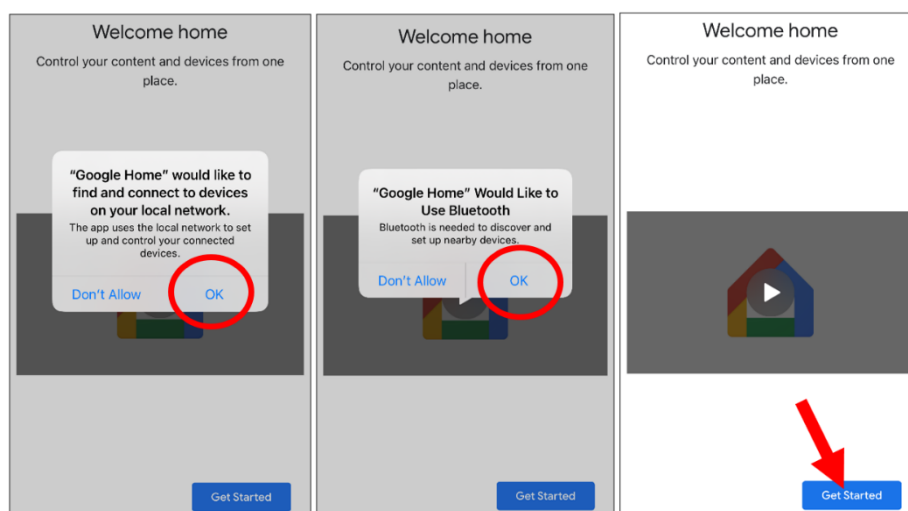 Welcome home
Control your content and devices from one
place.
"Google Home" would like to
find and connect to devices
on your local network.
The app uses the local network to set
up and control your connected
devices.
Don't Allow
OK
Get Started
Welcome home
Control your content and devices from one
place.
"Google Home" Would Like to
Use Bluetooth
Bluetooth is needed to discover and
set up nearby devices.
Don't Allow
OK
Get Started
Welcome home
Control your content and devices from one
place.
Get Started